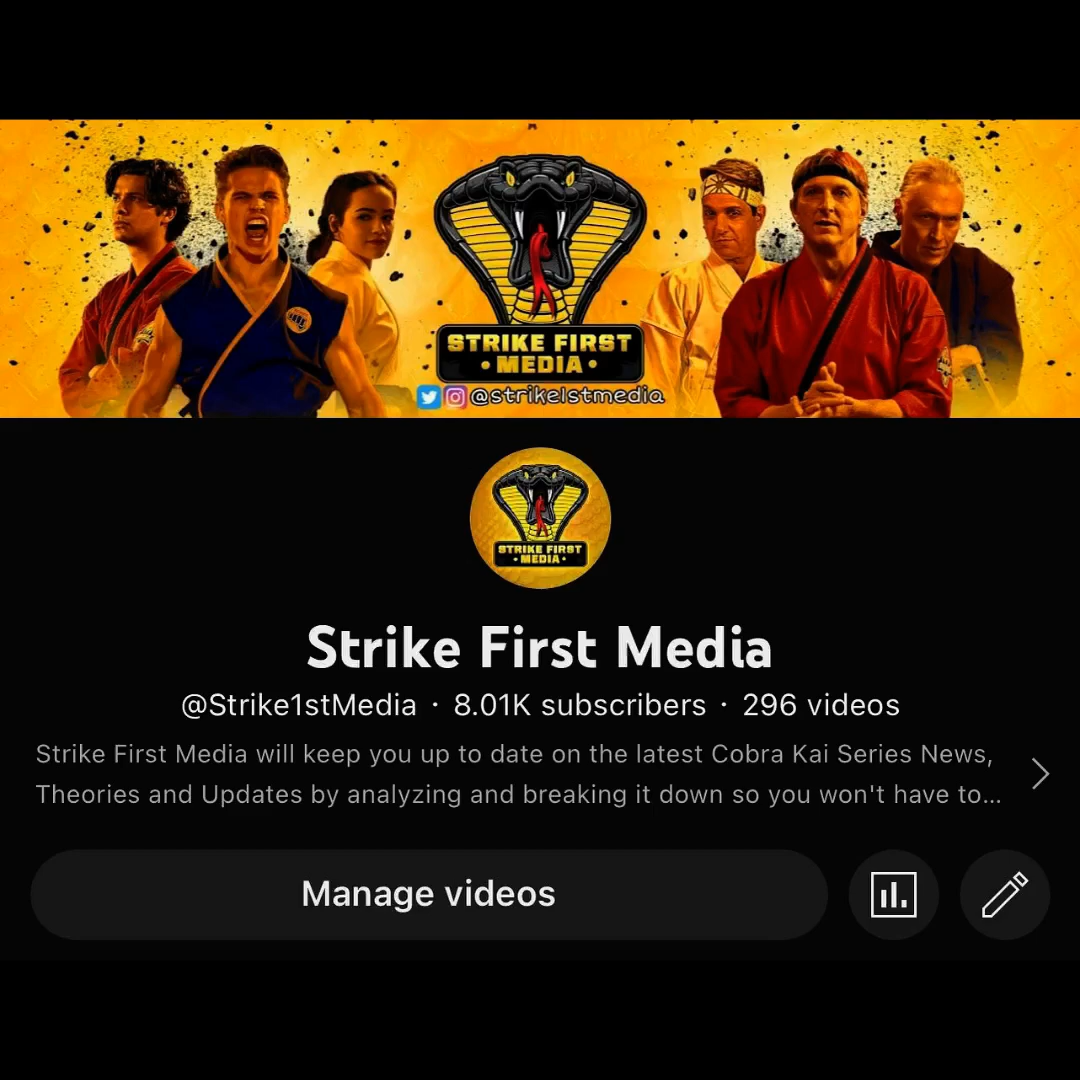 STRIKE FIRST
• MEDIA •
@strike1stmedia
STRIKE FIRST
• MEDIA •
Strike First Media
@Strike1stMedia · 8.01K subscribers · 296 videos
Strike First Media will keep you up to date on the latest Cobra Kai Series News,
Theories and Updates by analyzing and breaking it down so you won't have to...
Manage videos